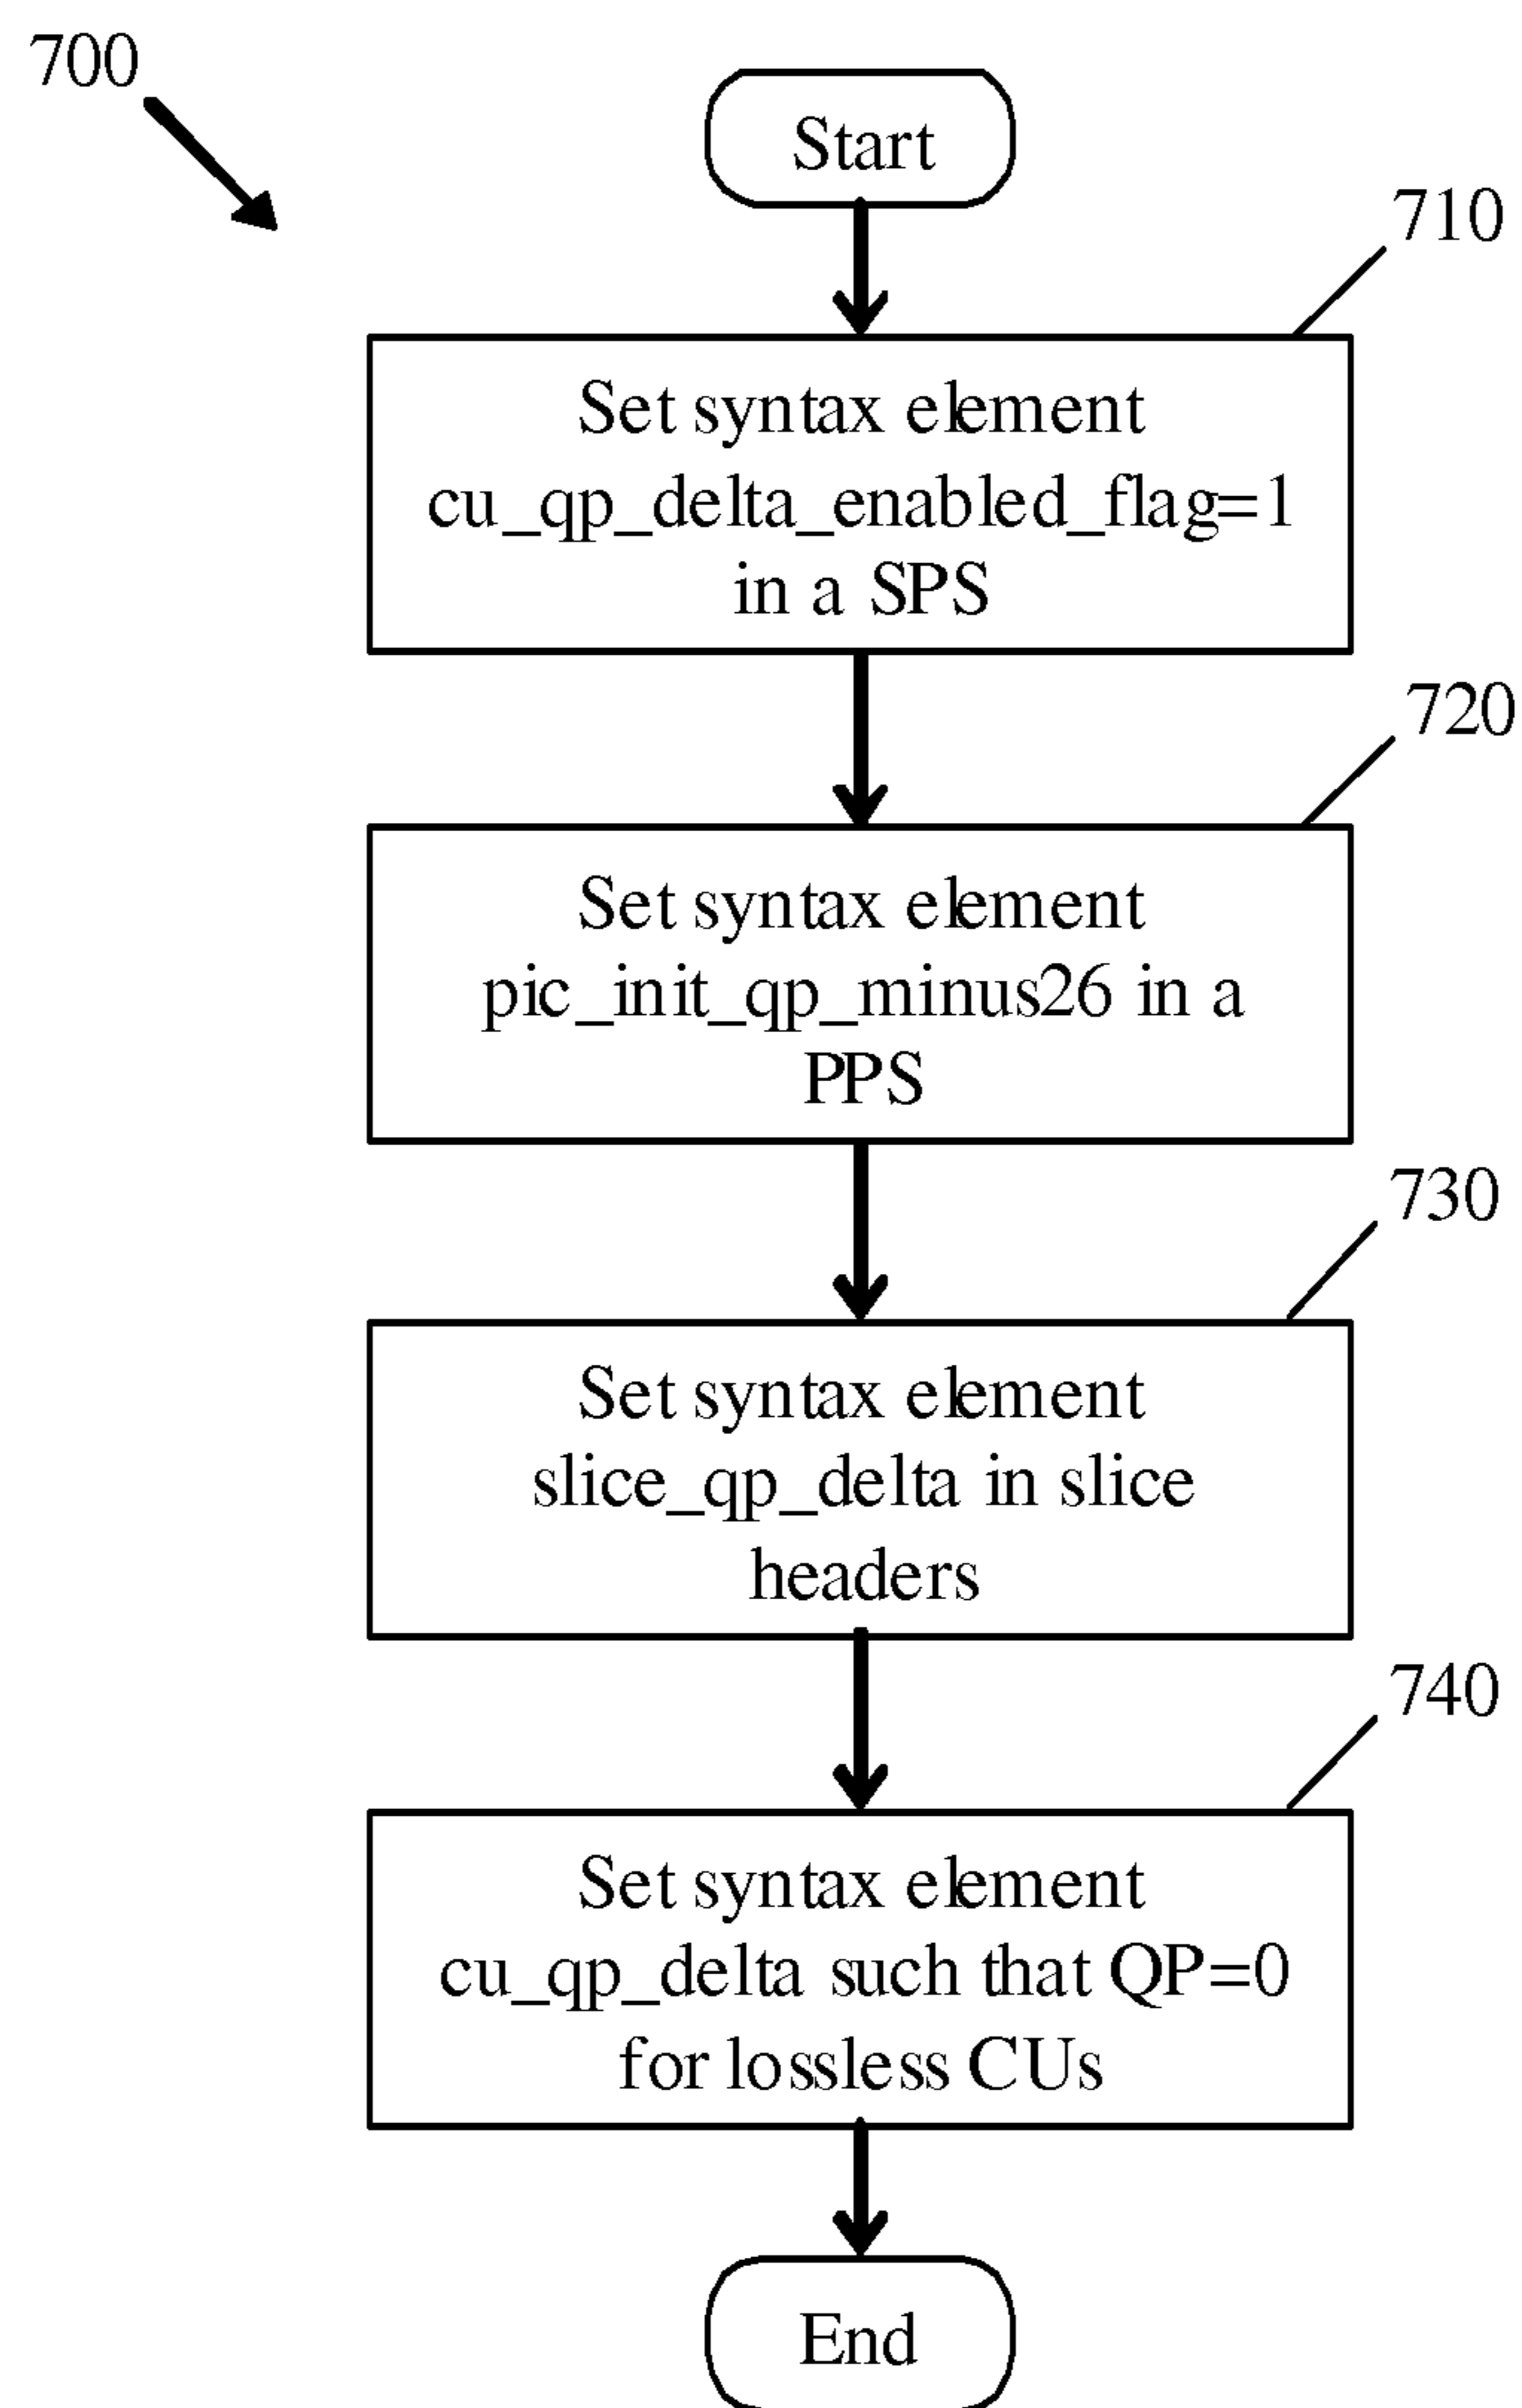 700
Start
710
Set syntax element
cu_qp_delta_enabled_flag=1
in a SPS
720
Set syntax element
pic_init_qp_minus26 in a
PPS
730
Set syntax element
slice_qp_delta in slice
headers
740
Set syntax element
cu_qp_delta such that QP=0
for lossless CUs
End